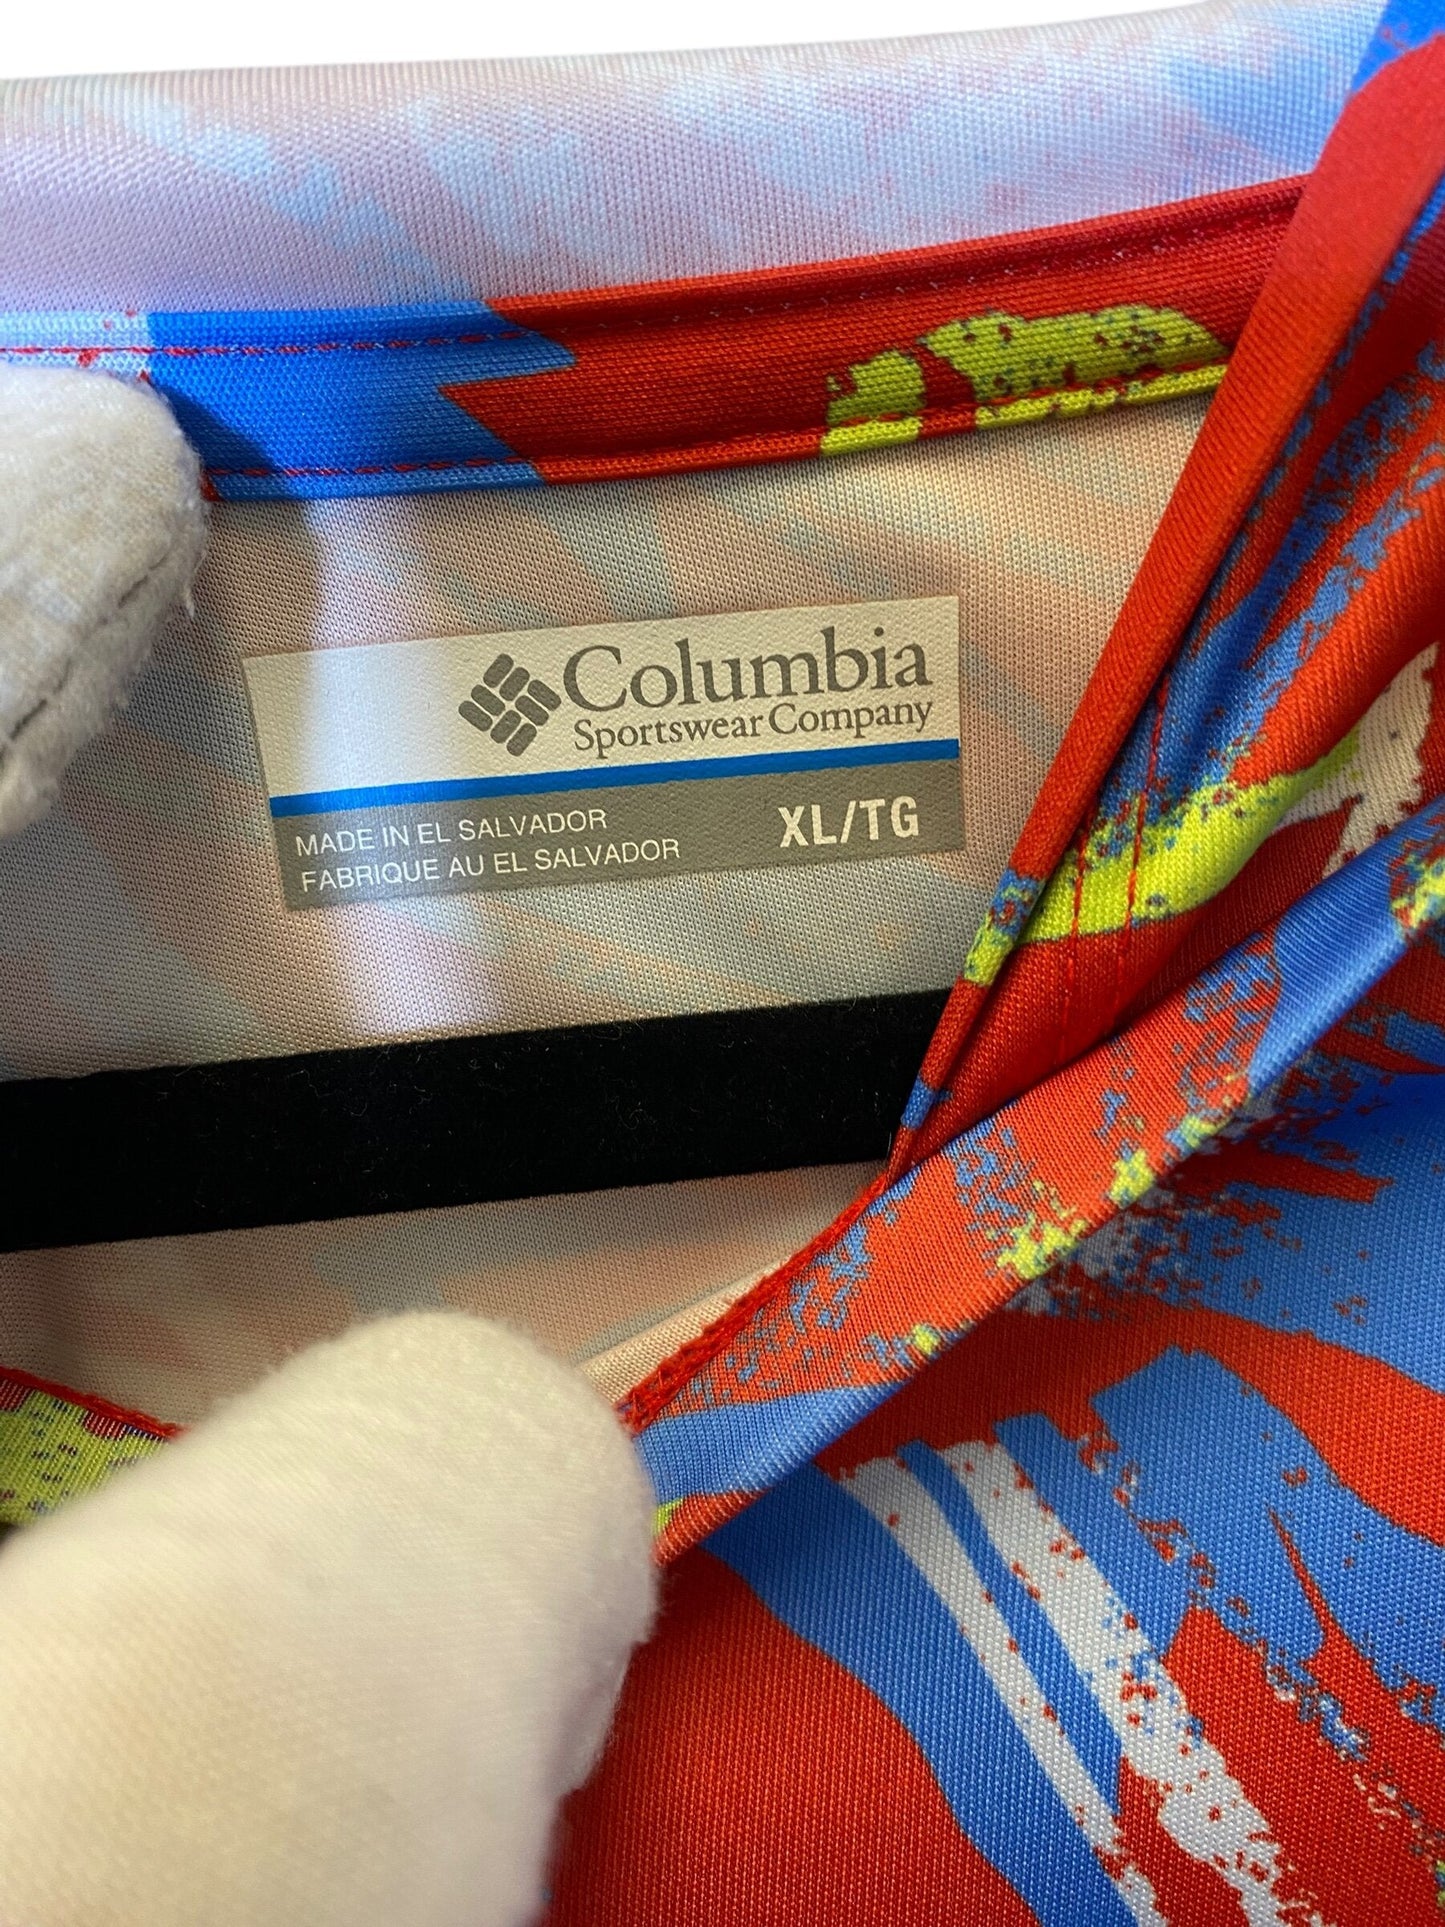 Columbia
Sportswear Company
MADE IN EL SALVADOR
FABRIQUE AU EL SALVADOR
XL/TG